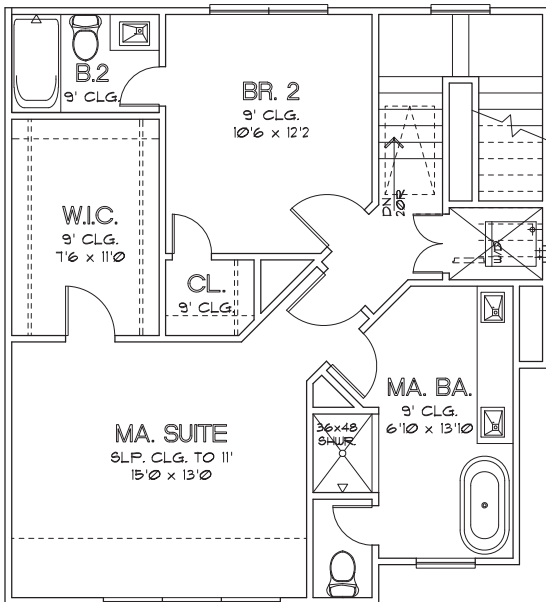 B.2
9' CLG.
BR. 2
9' CLG.
10'6 x 12'2
DN
20R
W.I.C.
9' CLG.
7'6 x 11'0
CL.
9' CLG.
W/D
MA. BA.
9' CLG.
6'10 x 13'10
MA. SUITE
SLP. CLG. TO 11'
15'0 x 13'0
36x48
SHWR.